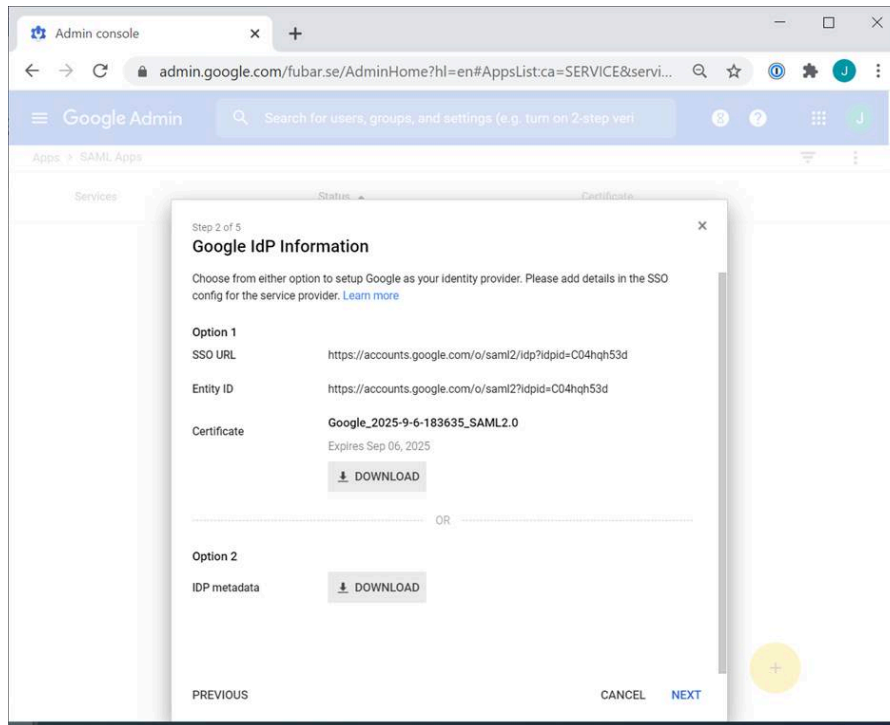 Admin console
admin.google.com/fubar.se/AdminHome?hl=en#AppsList:ca=SERVICE&servi...
J
Google Admin
Search for users, groups, and settings (e.g. turn on 2-step veri
8
?
J
Apps > SAML Apps
Services
Status
Certificate
Step 2 of 5
Google IdP Information
Choose from either option to setup Google as your identity provider. Please add details in the SSO
config for the service provider. Learn more
Option 1
SSO URL
https://accounts.google.com/o/saml2/idp?idpid=C04hqh53d
Entity ID
https://accounts.google.com/o/saml2?idpid=C04hqh53d
Certificate
Google_2025-9-6-183635_SAML2.0
Expires Sep 06, 2025
DOWNLOAD
OR
Option 2
IDP metadata
DOWNLOAD
PREVIOUS
CANCEL
NEXT